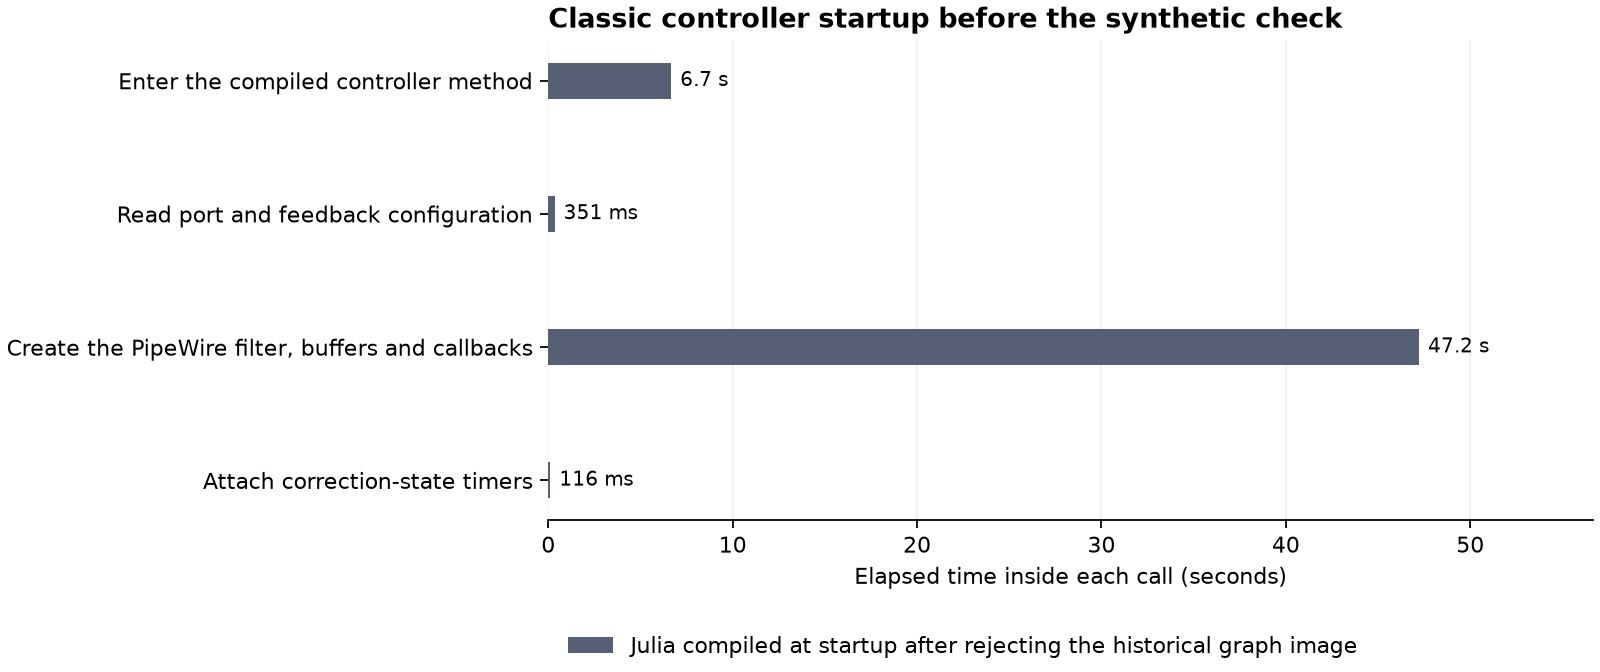 Classic controller startup before the synthetic check
Enter the compiled controller method
6.7 s
Read port and feedback configuration
351 ms
Create the PipeWire filter, buffers and callbacks
47.2 s
Attach correction-state timers
116 ms
0 10 20 30 40 50
Elapsed time inside each call (seconds)
Julia compiled at startup after rejecting the historical graph image